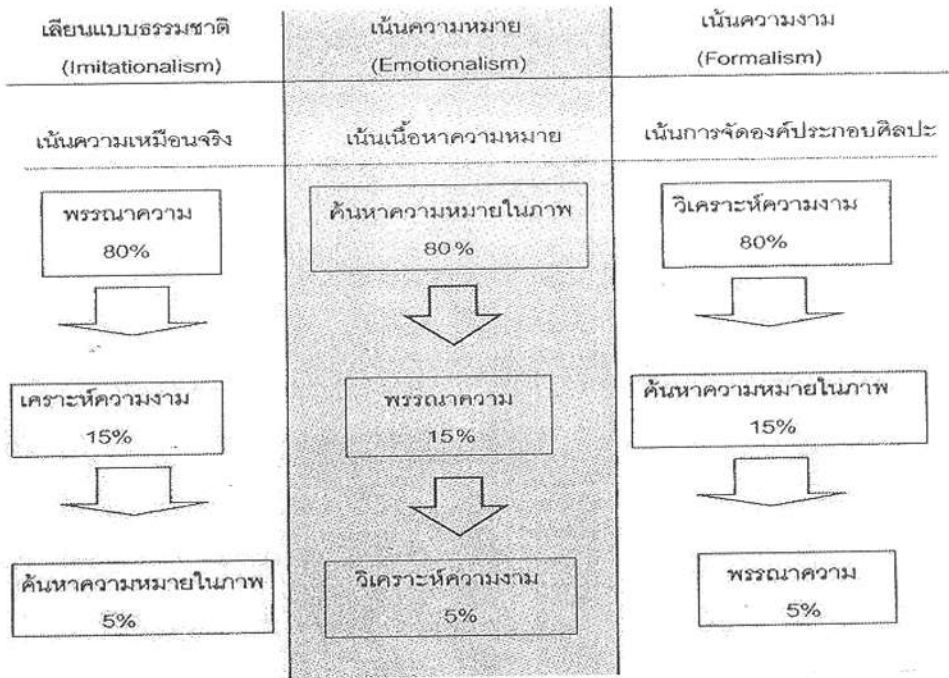 เลียนแบบธรรมชาติ
(Imitationalism)
เน้นความเหมือนจริง
พรรณาความ
80%
เคราะห์ความงาม
15%
ค้นหาความหมายในภาพ
5%
เน้นความหมาย
(Emotionalism)
เน้นเนื้อหาความหมาย
ค้นหาความหมายในภาพ
80%
พรรณาความ
15%
วิเคราะห์ความงาม
5%
เน้นความงาม
(Formalism)
เน้นการจัดองค์ประกอบศิลปะ
วิเคราะห์ความงาม
80%
ค้นหาความหมายในภาพ
15%
พรรณาความ
5%